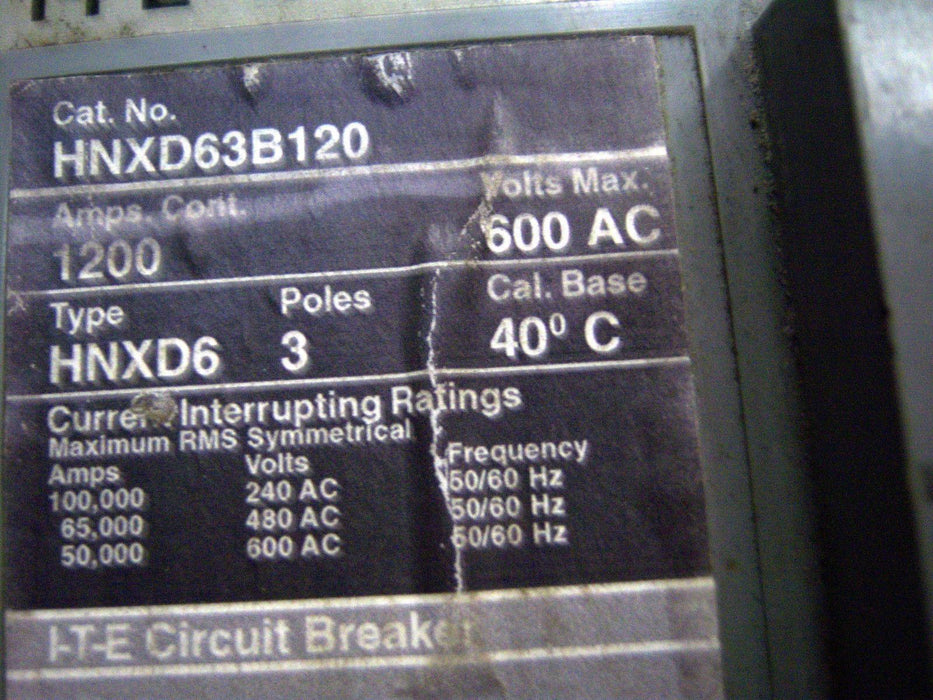 Cat. No.
HNXD63B120
Amps. Cont.
Volts Max.
1200
600 AC
Type
Poles
Cal. Base
HNXD6
3
40⁰ C
Current Interrupting Ratings
Maximum RMS Symmetrical
Amps
Volts
Frequency
100,000
240 AC
50/60 Hz
65,000
480 AC
50/60 Hz
50,000
600 AC
50/60 Hz
I-T-E Circuit Breaker